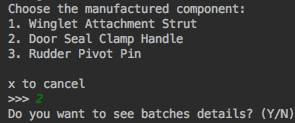 Choose the manufactured component:
1. Winglet Attachment Strut
2. Door Seal Clamp Handle
3. Rudder Pivot Pin

x to cancel
>>> 2
Do you want to see batches details? (Y/N)